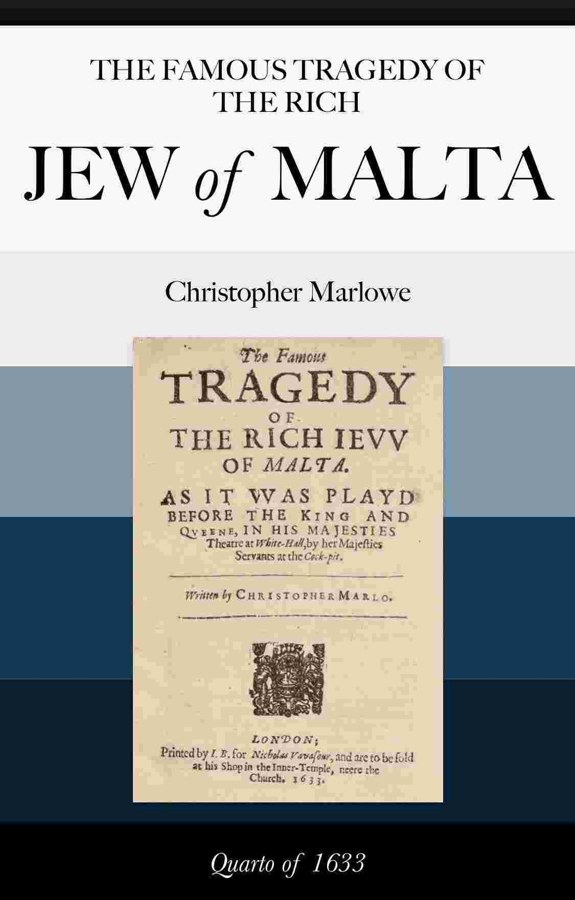 THE FAMOUS TRAGEDY OF
THE RICH
JEW of MALTA
Christopher Marlowe
The Famous
TRAGEDY
OF
THE RICH IEVV
OF MALTA.
AS IT WAS PLAYD
BEFORE THE KING AND
QVEENE, IN HIS MAJESTIES
Theatre at White-Hall, by her Majeſties
Servants at the Cock-pit.
Written by CHRISTOPHER MARLO.
LONDON;
Printed by I. B. for Nicholas Vavaſour, and are to be ſold
at his Shop in the Inner-Temple, neere the
Church. 1633.
Quarto of 1633